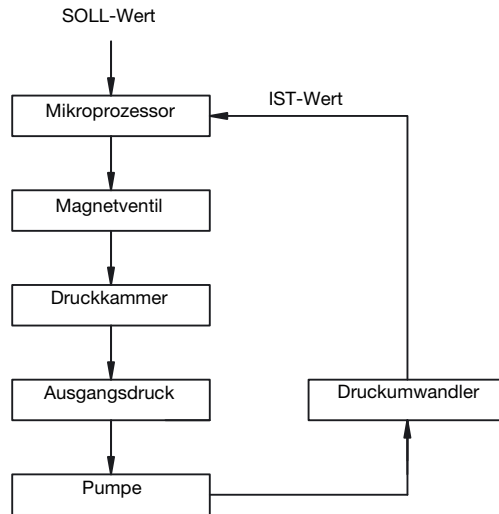 SOLL-Wert
Mikroprozessor
IST-Wert
Magnetventil
Druckkammer
Ausgangsdruck
Druckumwandler
Pumpe